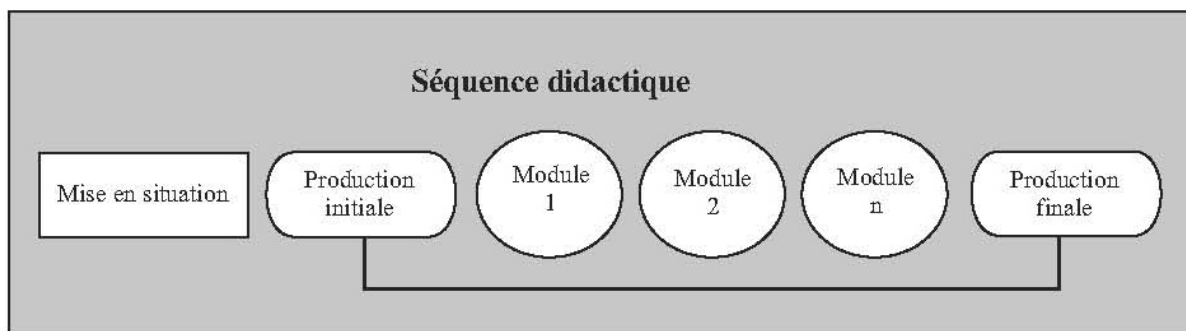 Séquence didactique
Mise en situation
Production
initiale
Module
1
Module
2
Module
n
Production
finale